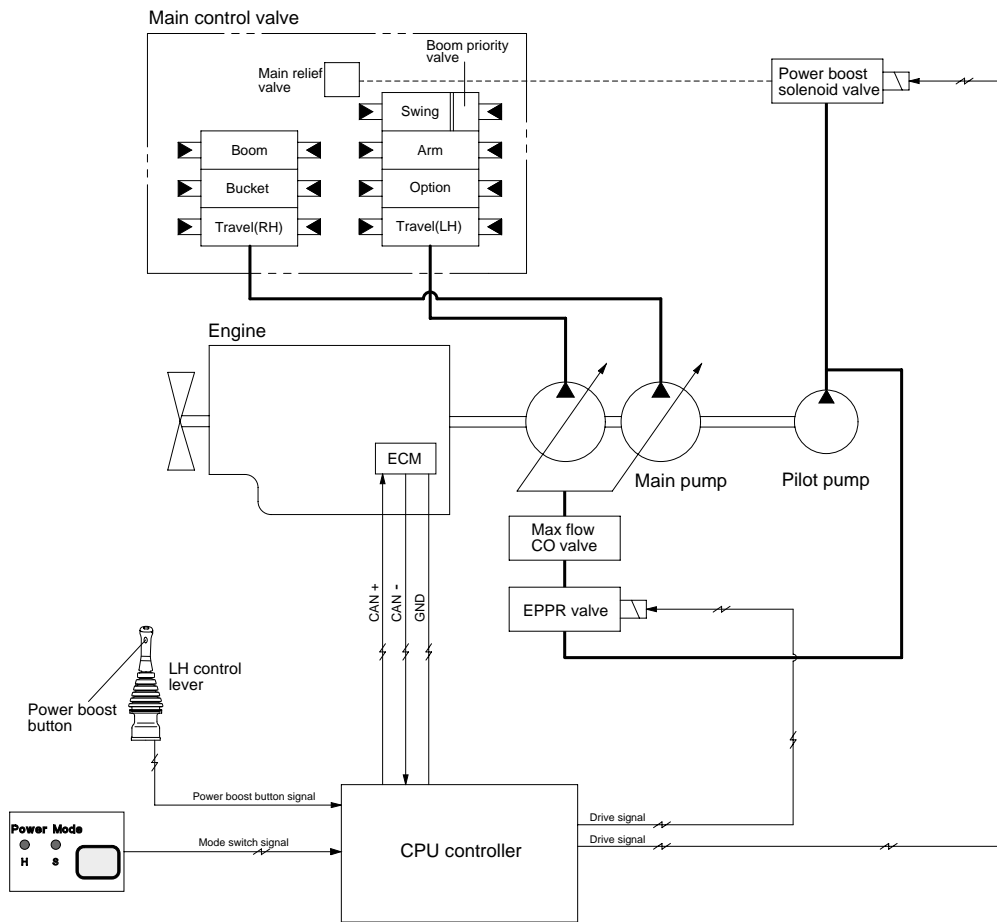 Main control valve
Boom priority
valve
Main relief
valve
Power boost
solenoid valve
Swing
Boom
Arm
Bucket
Option
Travel(RH)
Travel(LH)
Engine
ECM
Main pump
Pilot pump
Max flow
CO valve
EPPR valve
CAN +
CAN -
GND
LH control
lever
Power boost
button
Power boost button signal
Mode switch signal
Power Mode
H
S
CPU controller
Drive signal
Drive signal